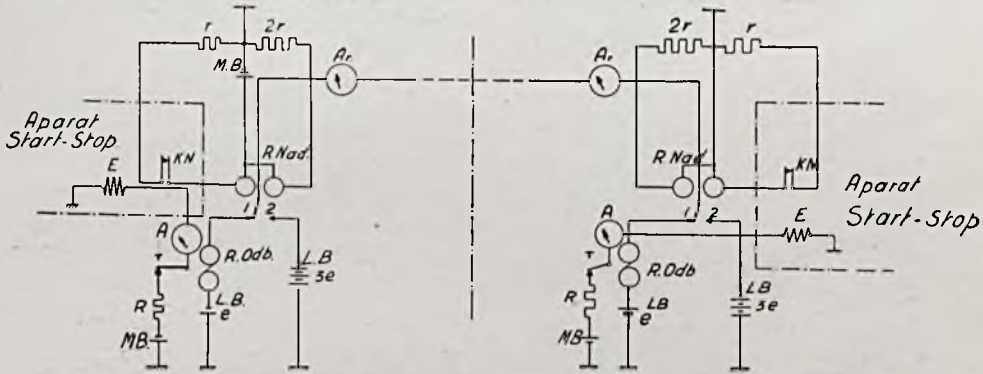 r 2r
M.B.
Ar.
Aparat
Start-Stop
E
KN
R.Nad.
1 2
A
T
R.Odb.
L.B
3e
R
L.B.
e
MB.
2r r
Ar
R.Nad
KN
Aparat
Start-Stop
E
1 2
A
T
R.Odb
R
LB
e
LB
3e
MB